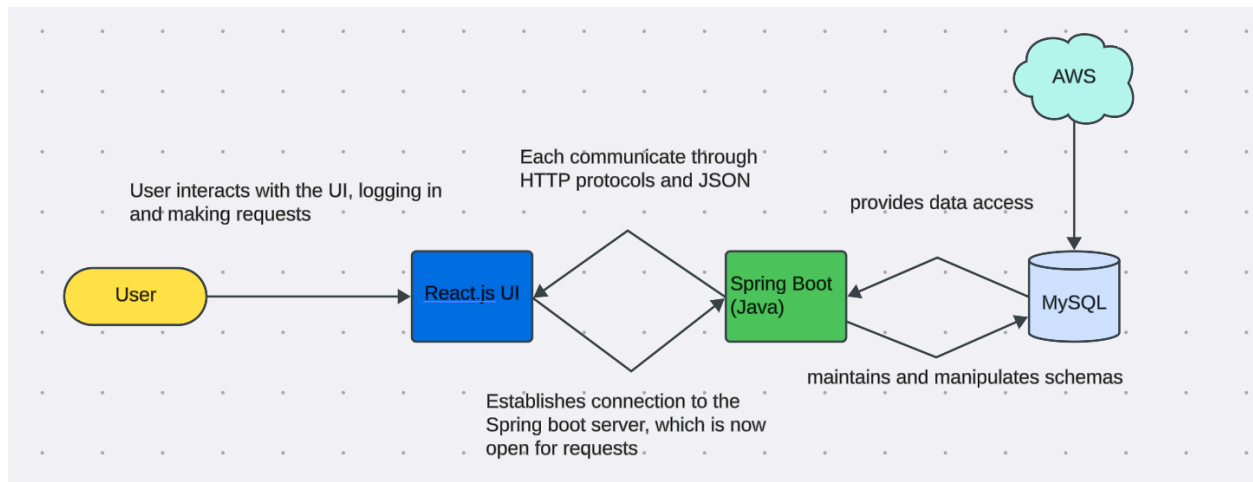 AWS
Each communicate through
HTTP protocols and JSON
User interacts with the UI, logging in
and making requests
provides data access
User
React.js UI
Spring Boot
(Java)
MySQL
maintains and manipulates schemas
Establishes connection to the
Spring boot server, which is now
open for requests